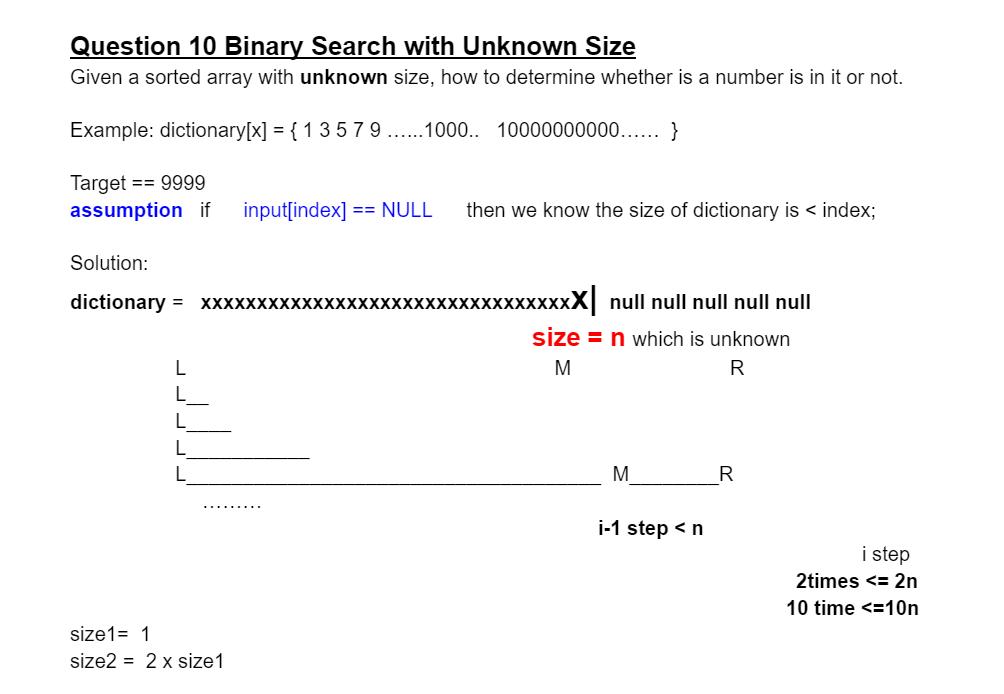 Question 10 Binary Search with Unknown Size
Given a sorted array with unknown size, how to determine whether is a number is in it or not.
Example: dictionary[x] = { 1 3 5 7 9 ……1000.. 10000000000…… }
Target == 9999
assumption if input[index] == NULL then we know the size of dictionary is < index;
Solution:
dictionary = xxxxxxxxxxxxxxxxxxxxxxxxxxxxxxxxxX| null null null null null
size = n which is unknown
L M R
L__
L____
L___________
L_____________________________________ M________R
………
i-1 step < n
i step
2times <= 2n
10 time <=10n
size1= 1
size2 = 2 x size1